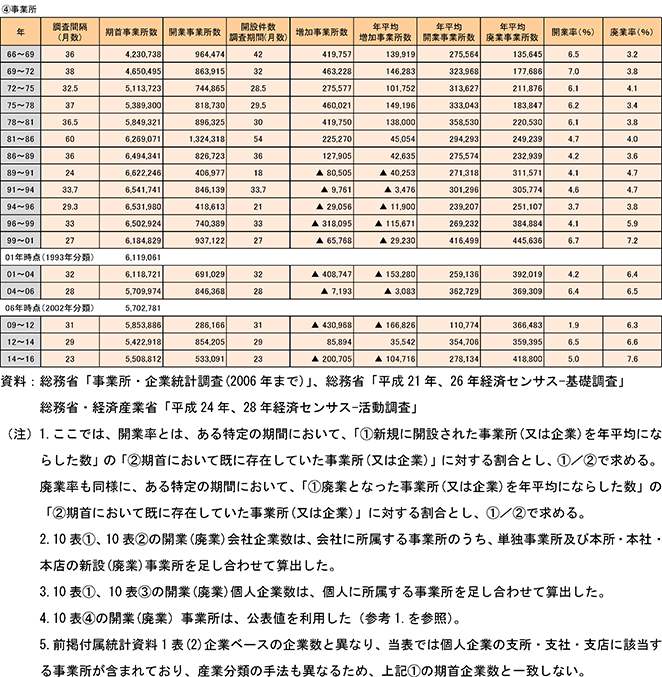 ④事業所
年 調査間隔(月数) 期首事業所数 開業事業所数 開設件数調査期間(月数) 増加事業所数 年平均増加事業所数 年平均開業事業所数 年平均廃業事業所数 開業率(%) 廃業率(%)
66～69 36 4,230,738 964,474 42 419,757 139,919 275,564 135,645 6.5 3.2
69～72 37 4,650,495 863,915 32 463,228 146,283 323,968 177,686 7.0 3.8
72～75 32.5 5,113,723 744,865 28.5 275,577 101,752 313,627 211,876 6.1 4.1
75～78 37 5,389,300 818,730 29.5 460,021 149,196 333,043 183,847 6.2 3.4
78～81 36.5 5,849,321 896,325 30 419,750 138,000 358,530 220,530 6.1 3.8
81～86 60 6,269,071 1,324,318 54 225,270 45,054 294,293 249,239 4.7 4.0
86～89 36 6,494,341 826,723 36 127,905 42,635 275,574 232,939 4.2 3.6
89～91 24 6,622,246 406,977 18 ▲ 80,505 ▲ 40,253 271,318 311,571 4.1 4.7
91～94 33.7 6,541,741 846,139 33.7 ▲ 9,761 ▲ 3,476 301,296 305,774 4.6 4.7
94～96 29.3 6,531,980 418,613 21 ▲ 29,056 ▲ 11,900 239,207 251,107 3.7 3.8
96～99 33 6,502,924 740,389 33 ▲ 318,095 ▲ 115,671 269,232 384,884 4.1 5.9
99～01 27 6,184,829 937,122 27 ▲ 65,768 ▲ 29,230 416,499 445,636 6.7 7.2
01年時点(1993年分類) 6,119,061
01～04 32 6,118,721 691,029 32 ▲ 408,747 ▲ 153,280 259,136 392,019 4.2 6.4
04～06 28 5,709,974 846,368 28 ▲ 7,193 ▲ 3,083 362,729 369,309 6.4 6.5
06年時点(2002年分類) 5,702,781
09～12 31 5,853,886 286,166 31 ▲ 430,968 ▲ 166,826 110,774 366,483 1.9 6.3
12～14 29 5,422,918 854,205 29 85,894 35,542 354,706 359,395 6.5 6.6
14～16 23 5,508,812 533,091 23 ▲ 200,705 ▲ 104,716 278,134 418,800 5.0 7.6
資料：総務省「事業所・企業統計調査(2006年まで)」、総務省「平成21年、26年経済センサス-基礎調査」
総務省・経済産業省「平成24年、28年経済センサス-活動調査」
（注）1.ここでは、開業率とは、ある特定の期間において、「①新規に開設された事業所(又は企業)を年平均にな
らした数」の「②期首において既に存在していた事業所(又は企業)」に対する割合とし、①／②で求める。
廃業率も同様に、ある特定の期間において、「①廃業となった事業所(又は企業)を年平均にならした数」の
「②期首において既に存在していた事業所(又は企業)」に対する割合とし、①／②で求める。
2.10表①、10表②の開業(廃業)会社企業数は、会社に所属する事業所のうち、単独事業所及び本所・本社・
本店の新設(廃業)事業所を足し合わせて算出した。
3.10表①、10表③の開業(廃業)個人企業数は、個人に所属する事業所を足し合わせて算出した。
4.10表④の開業(廃業) 事業所は、公表値を利用した（参考1.を参照）。
5.前掲付属統計資料1表(2)企業ベースの企業数と異なり、当表では個人企業の支所・支社・支店に該当す
る事業所が含まれており、産業分類の手法も異なるため、上記①の期首企業数と一致しない。